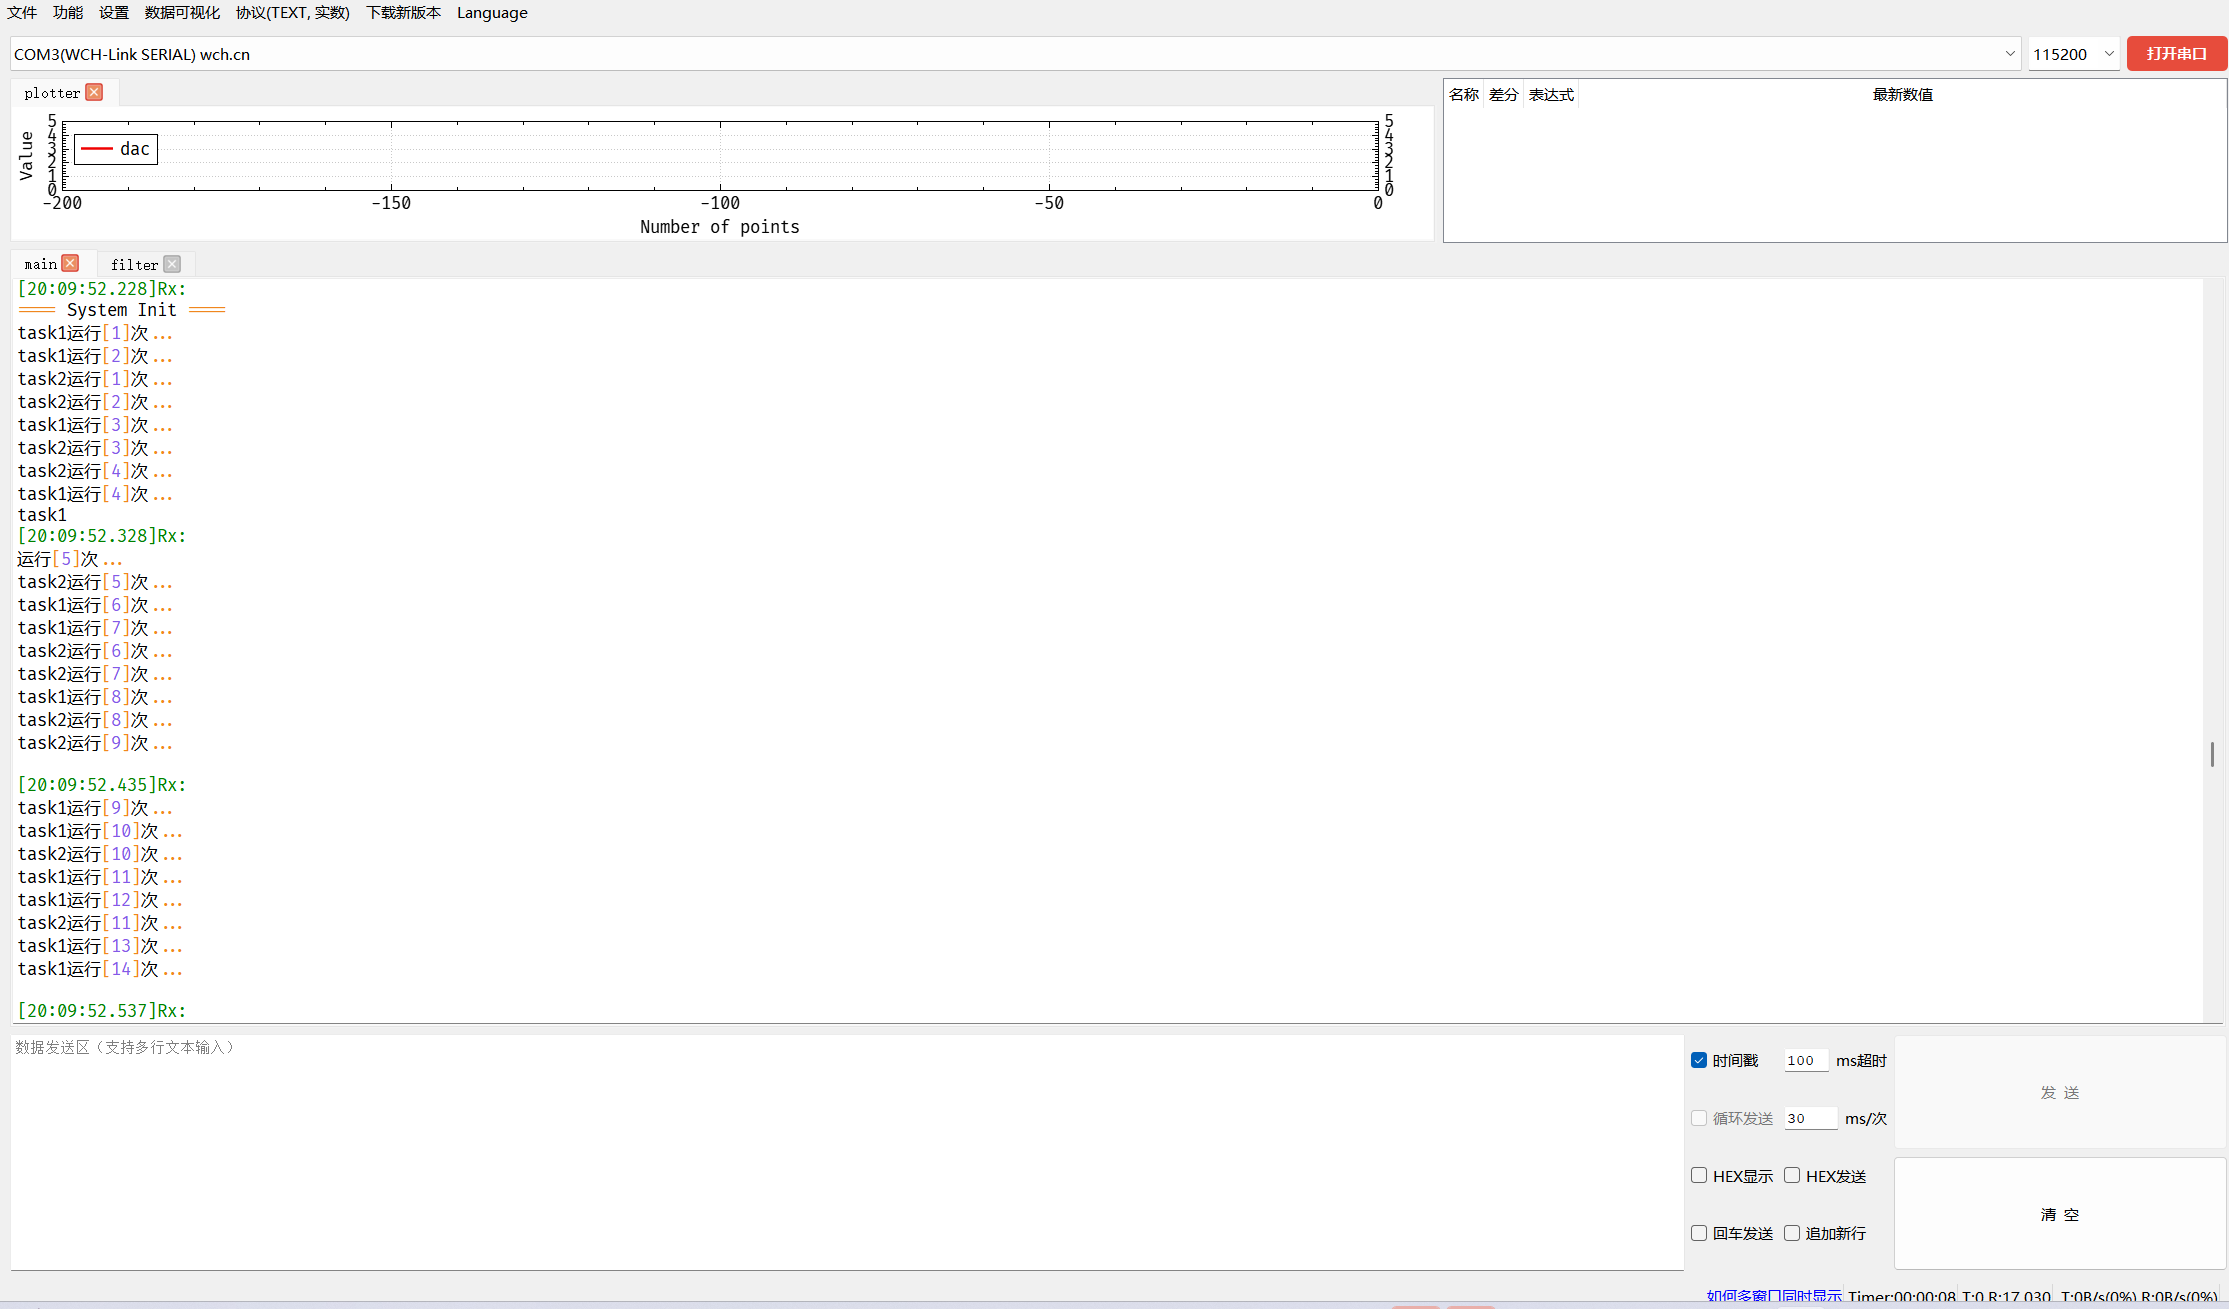 文件 功能 设置 数据可视化 协议(TEXT, 实数) 下载新版本 Language
COM3(WCH-Link SERIAL) wch.cn 115200 打开串口
plotter
名称 差分 表达式 最新数值
Value
5
4
3
2
1
0
dac
5
4
3
2
1
0
-200 -150 -100 -50 0
Number of points
main filter
[20:09:52.228]Rx:
==== System Init ====
task1运行[1]次...
task1运行[2]次...
task2运行[1]次...
task2运行[2]次...
task1运行[3]次...
task2运行[3]次...
task2运行[4]次...
task1运行[4]次...
task1
[20:09:52.328]Rx:
运行[5]次...
task2运行[5]次...
task1运行[6]次...
task1运行[7]次...
task2运行[6]次...
task2运行[7]次...
task1运行[8]次...
task2运行[8]次...
task2运行[9]次...
[20:09:52.435]Rx:
task1运行[9]次...
task1运行[10]次...
task2运行[10]次...
task1运行[11]次...
task1运行[12]次...
task2运行[11]次...
task1运行[13]次...
task1运行[14]次...
[20:09:52.537]Rx:
数据发送区（支持多行文本输入）
时间戳 100 ms超时
发 送
循环发送 30 ms/次
HEX显示 HEX发送
清 空
回车发送 追加新行
如何多窗口同时显示 Timer:00:00:08 T:0 R:17,030 T:0B/s(0%) R:0B/s(0%)